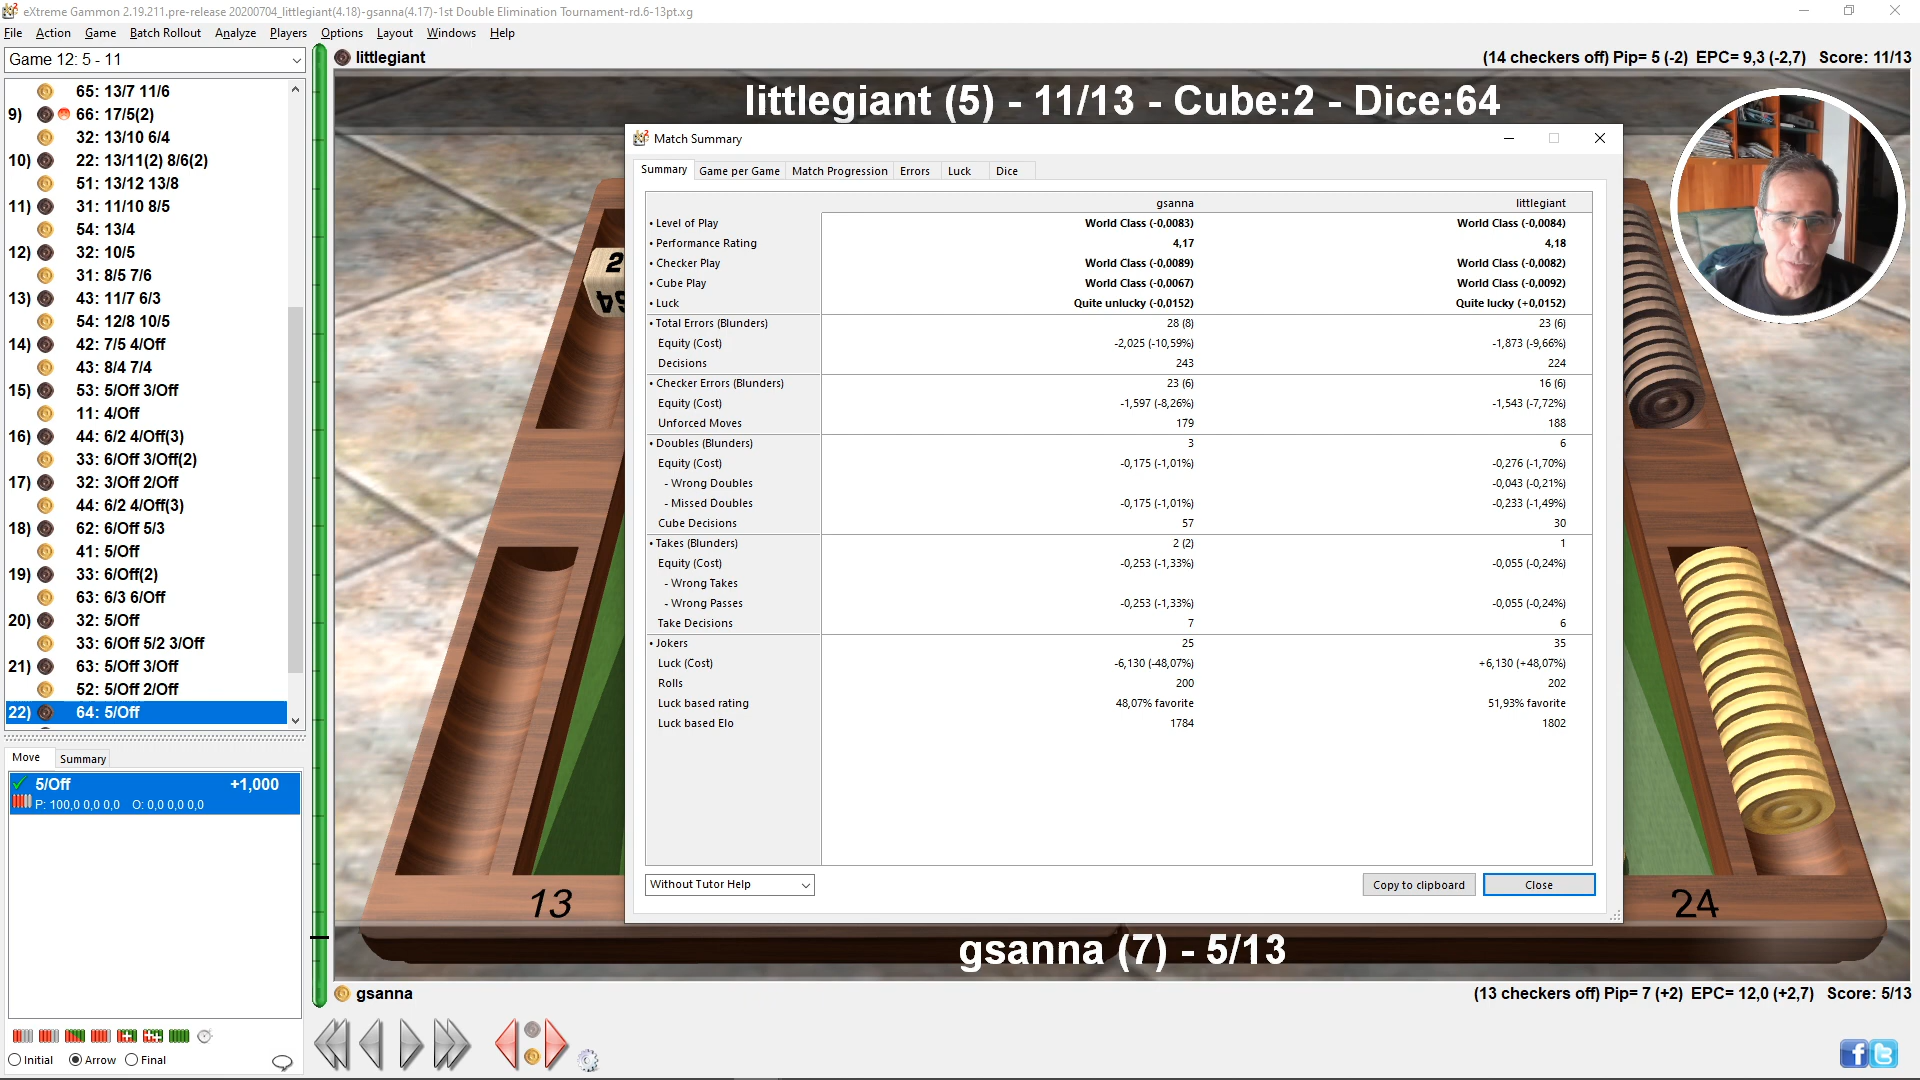 eXtreme Gammon 2.19.211.pre-release 20200704_littlegiant(4.18)-gsanna(4.17)-1st Double Elimination Tournament-rd.6-13pt.xg
File Action Game Batch Rollout Analyze Players Options Layout Windows Help
Game 12: 5 - 11
littlegiant
(14 checkers off) Pip= 5 (-2) EPC= 9,3 (-2,7) Score: 11/13
littlegiant (5) - 11/13 - Cube:2 - Dice:64
65: 13/7 11/6
9) 66: 17/5(2)
32: 13/10 6/4
10) 22: 13/11(2) 8/6(2)
51: 13/12 13/8
11) 31: 11/10 8/5
54: 13/4
12) 32: 10/5
31: 8/5 7/6
13) 43: 11/7 6/3
54: 12/8 10/5
14) 42: 7/5 4/Off
43: 8/4 7/4
15) 53: 5/Off 3/Off
11: 4/Off
16) 44: 6/2 4/Off(3)
33: 6/Off 3/Off(2)
17) 32: 3/Off 2/Off
44: 6/2 4/Off(3)
18) 62: 6/Off 5/3
41: 5/Off
19) 33: 6/Off(2)
63: 6/3 6/Off
20) 32: 5/Off
33: 6/Off 5/2 3/Off
21) 63: 5/Off 3/Off
52: 5/Off 2/Off
22) 64: 5/Off
Move Summary
5/Off +1,000
P: 100,0 0,0 0,0 O: 0,0 0,0 0,0
Initial Arrow Final
Match Summary
Summary Game per Game Match Progression Errors Luck Dice
gsanna littlegiant
• Level of Play World Class (-0,0083) World Class (-0,0084)
• Performance Rating 4,17 4,18
• Checker Play World Class (-0,0089) World Class (-0,0082)
• Cube Play World Class (-0,0067) World Class (-0,0092)
• Luck Quite unlucky (-0,0152) Quite lucky (+0,0152)
• Total Errors (Blunders) 28 (8) 23 (6)
Equity (Cost) -2,025 (-10,59%) -1,873 (-9,66%)
Decisions 243 224
• Checker Errors (Blunders) 23 (6) 16 (6)
Equity (Cost) -1,597 (-8,26%) -1,543 (-7,72%)
Unforced Moves 179 188
• Doubles (Blunders) 3 6
Equity (Cost) -0,175 (-1,01%) -0,276 (-1,70%)
- Wrong Doubles -0,043 (-0,21%)
- Missed Doubles -0,175 (-1,01%) -0,233 (-1,49%)
Cube Decisions 57 30
• Takes (Blunders) 2 (2) 1
Equity (Cost) -0,253 (-1,33%) -0,055 (-0,24%)
- Wrong Takes
- Wrong Passes -0,253 (-1,33%) -0,055 (-0,24%)
Take Decisions 7 6
• Jokers 25 35
Luck (Cost) -6,130 (-48,07%) +6,130 (+48,07%)
Rolls 200 202
Luck based rating 48,07% favorite 51,93% favorite
Luck based Elo 1784 1802
Without Tutor Help Copy to clipboard Close
2
64
13 24
gsanna (7) - 5/13
gsanna
(13 checkers off) Pip= 7 (+2) EPC= 12,0 (+2,7) Score: 5/13